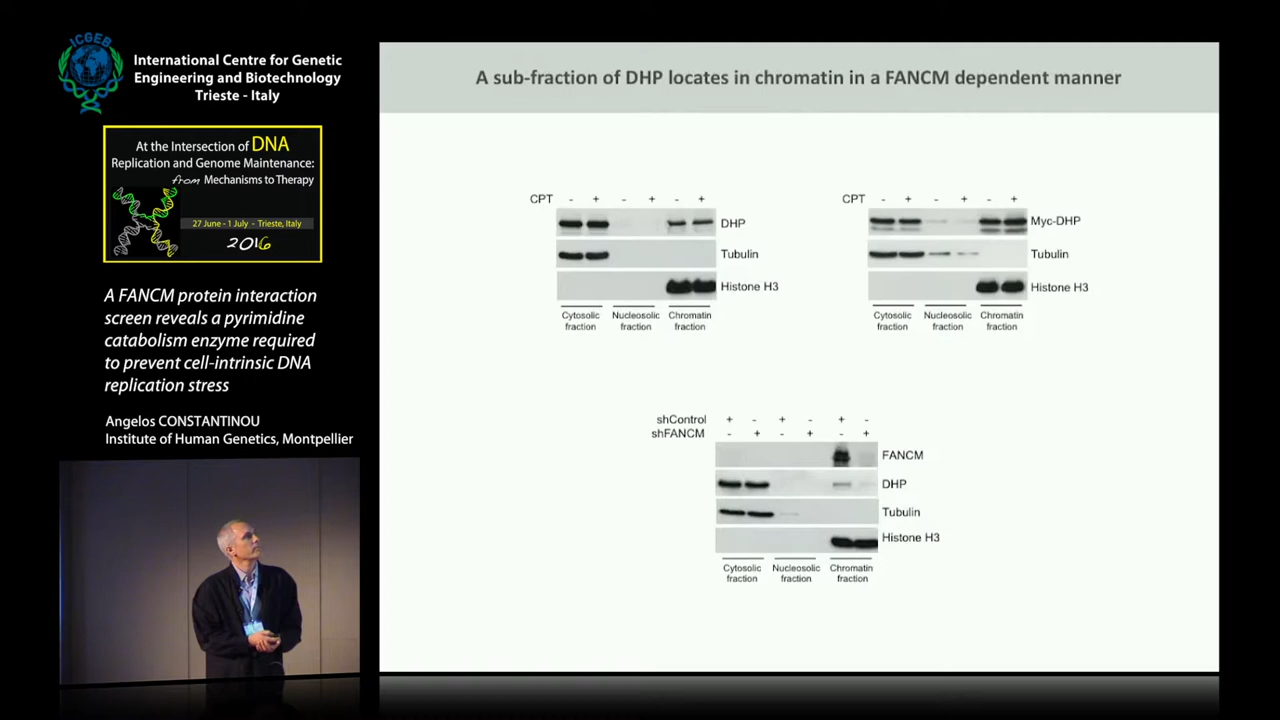 ICGEB
International Centre for Genetic
Engineering and Biotechnology
Trieste - Italy
At the Intersection of DNA
Replication and Genome Maintenance:
from Mechanisms to Therapy
27 June - 1 July - Trieste, Italy
2016
A FANCM protein interaction
screen reveals a pyrimidine
catabolism enzyme required
to prevent cell-intrinsic DNA
replication stress
Angelos CONSTANTINOU
Institute of Human Genetics, Montpellier
A sub-fraction of DHP locates in chromatin in a FANCM dependent manner
CPT - + - + - +
DHP
Tubulin
Histone H3
Cytosolic fraction Nucleosolic fraction Chromatin fraction
CPT - + - + - +
Myc-DHP
Tubulin
Histone H3
Cytosolic fraction Nucleosolic fraction Chromatin fraction
shControl + - + - + -
shFANCM - + - + - +
FANCM
DHP
Tubulin
Histone H3
Cytosolic fraction Nucleosolic fraction Chromatin fraction